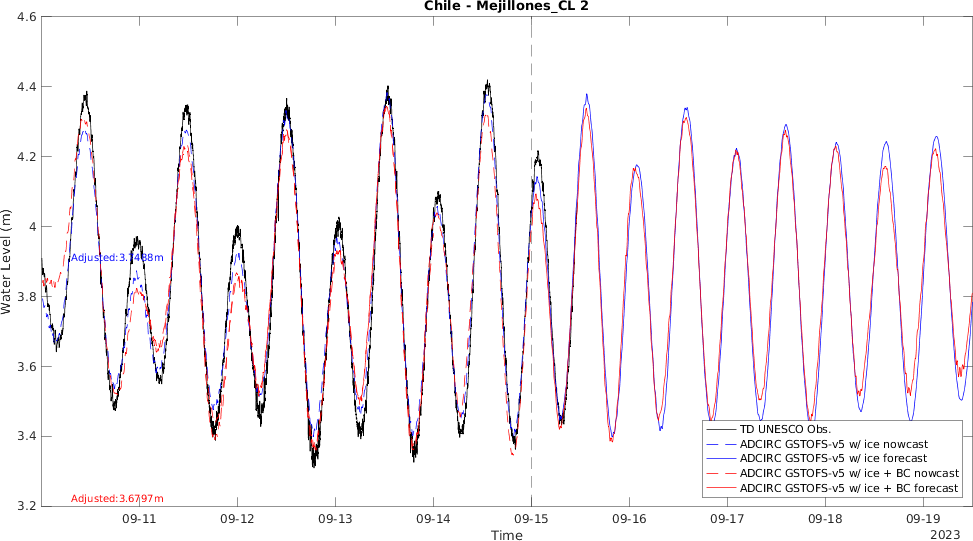 Chile - Mejillones_CL 2
4.6
4.4
4.2
4
3.8
3.6
3.4
3.2
Water Level (m)
Adjusted:3.7488m
Adjusted:3.6797m
TD UNESCO Obs.
ADCIRC GSTOFS-v5 w/ ice nowcast
ADCIRC GSTOFS-v5 w/ ice forecast
ADCIRC GSTOFS-v5 w/ ice + BC nowcast
ADCIRC GSTOFS-v5 w/ ice + BC forecast
09-11 09-12 09-13 09-14 09-15 09-16 09-17 09-18 09-19
Time
2023